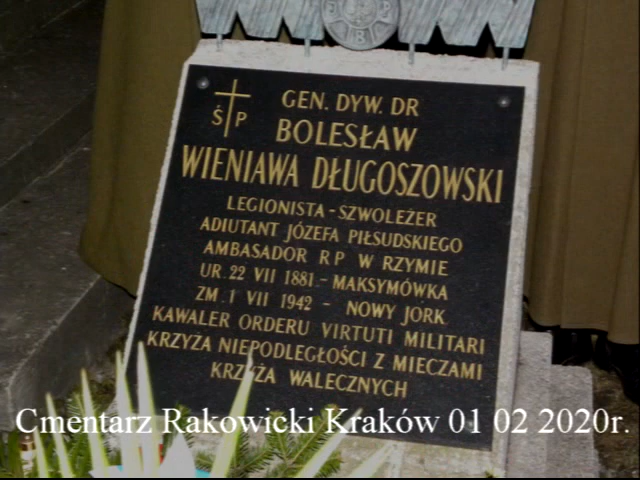 GEN. DYW. DR
Ś P
BOLESŁAW
WIENIAWA DŁUGOSZOWSKI
LEGIONISTA - SZWOLEŻER
ADIUTANT JÓZEFA PIŁSUDSKIEGO
AMBASADOR R P W RZYMIE
UR. 22 VII 1881 - MAKSYMÓWKA
ZM. 1 VII 1942 - NOWY JORK
KAWALER ORDERU VIRTUTI MILITARI
KRZYŻA NIEPODLEGŁOŚCI Z MIECZAMI
KRZYŻA WALECZNYCH
Cmentarz Rakowicki Kraków 01 02 2020r.